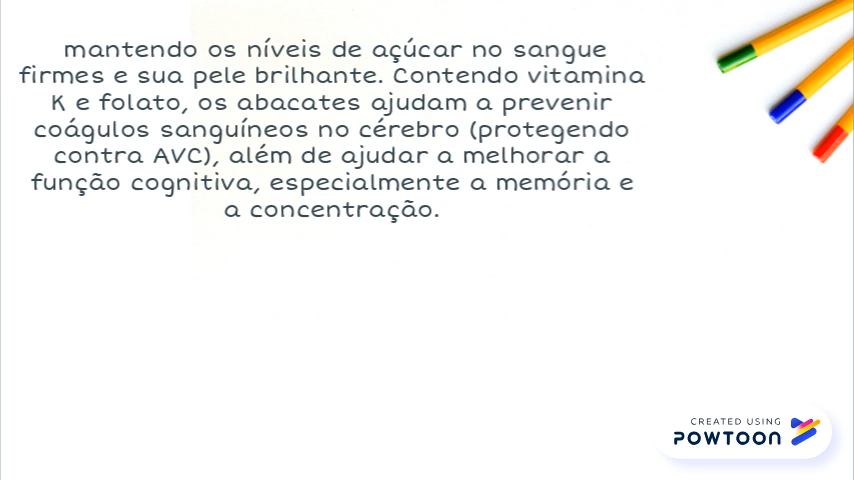 mantendo os níveis de açúcar no sangue
firmes e sua pele brilhante. Contendo vitamina
K e folato, os abacates ajudam a prevenir
coágulos sanguíneos no cérebro (protegendo
contra AVC), além de ajudar a melhorar a
função cognitiva, especialmente a memória e
a concentração.
CREATED USING
POWTOON